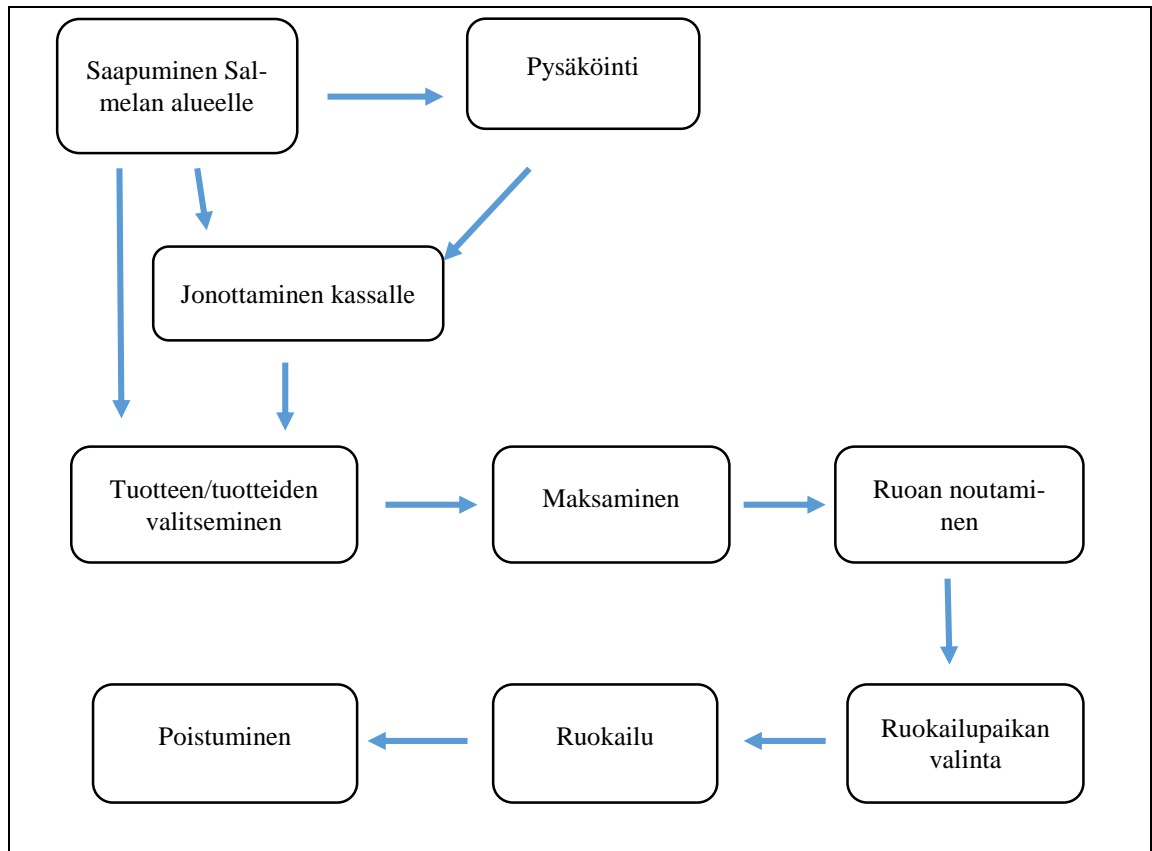 Saapuminen Sal-
melan alueelle
Pysäköinti
Jonottaminen kassalle
Tuotteen/tuotteiden
valitseminen
Maksaminen
Ruoan noutami-
nen
Ruokailupaikan
valinta
Ruokailu
Poistuminen